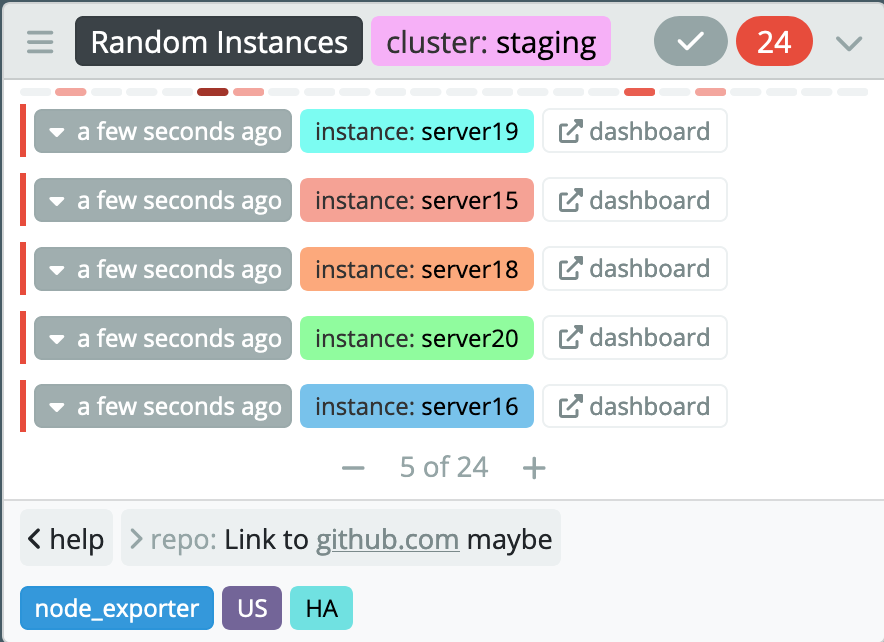 Random Instances cluster: staging 24
a few seconds ago instance: server19 dashboard
a few seconds ago instance: server15 dashboard
a few seconds ago instance: server18 dashboard
a few seconds ago instance: server20 dashboard
a few seconds ago instance: server16 dashboard
5 of 24
help repo: Link to github.com maybe
node_exporter US HA